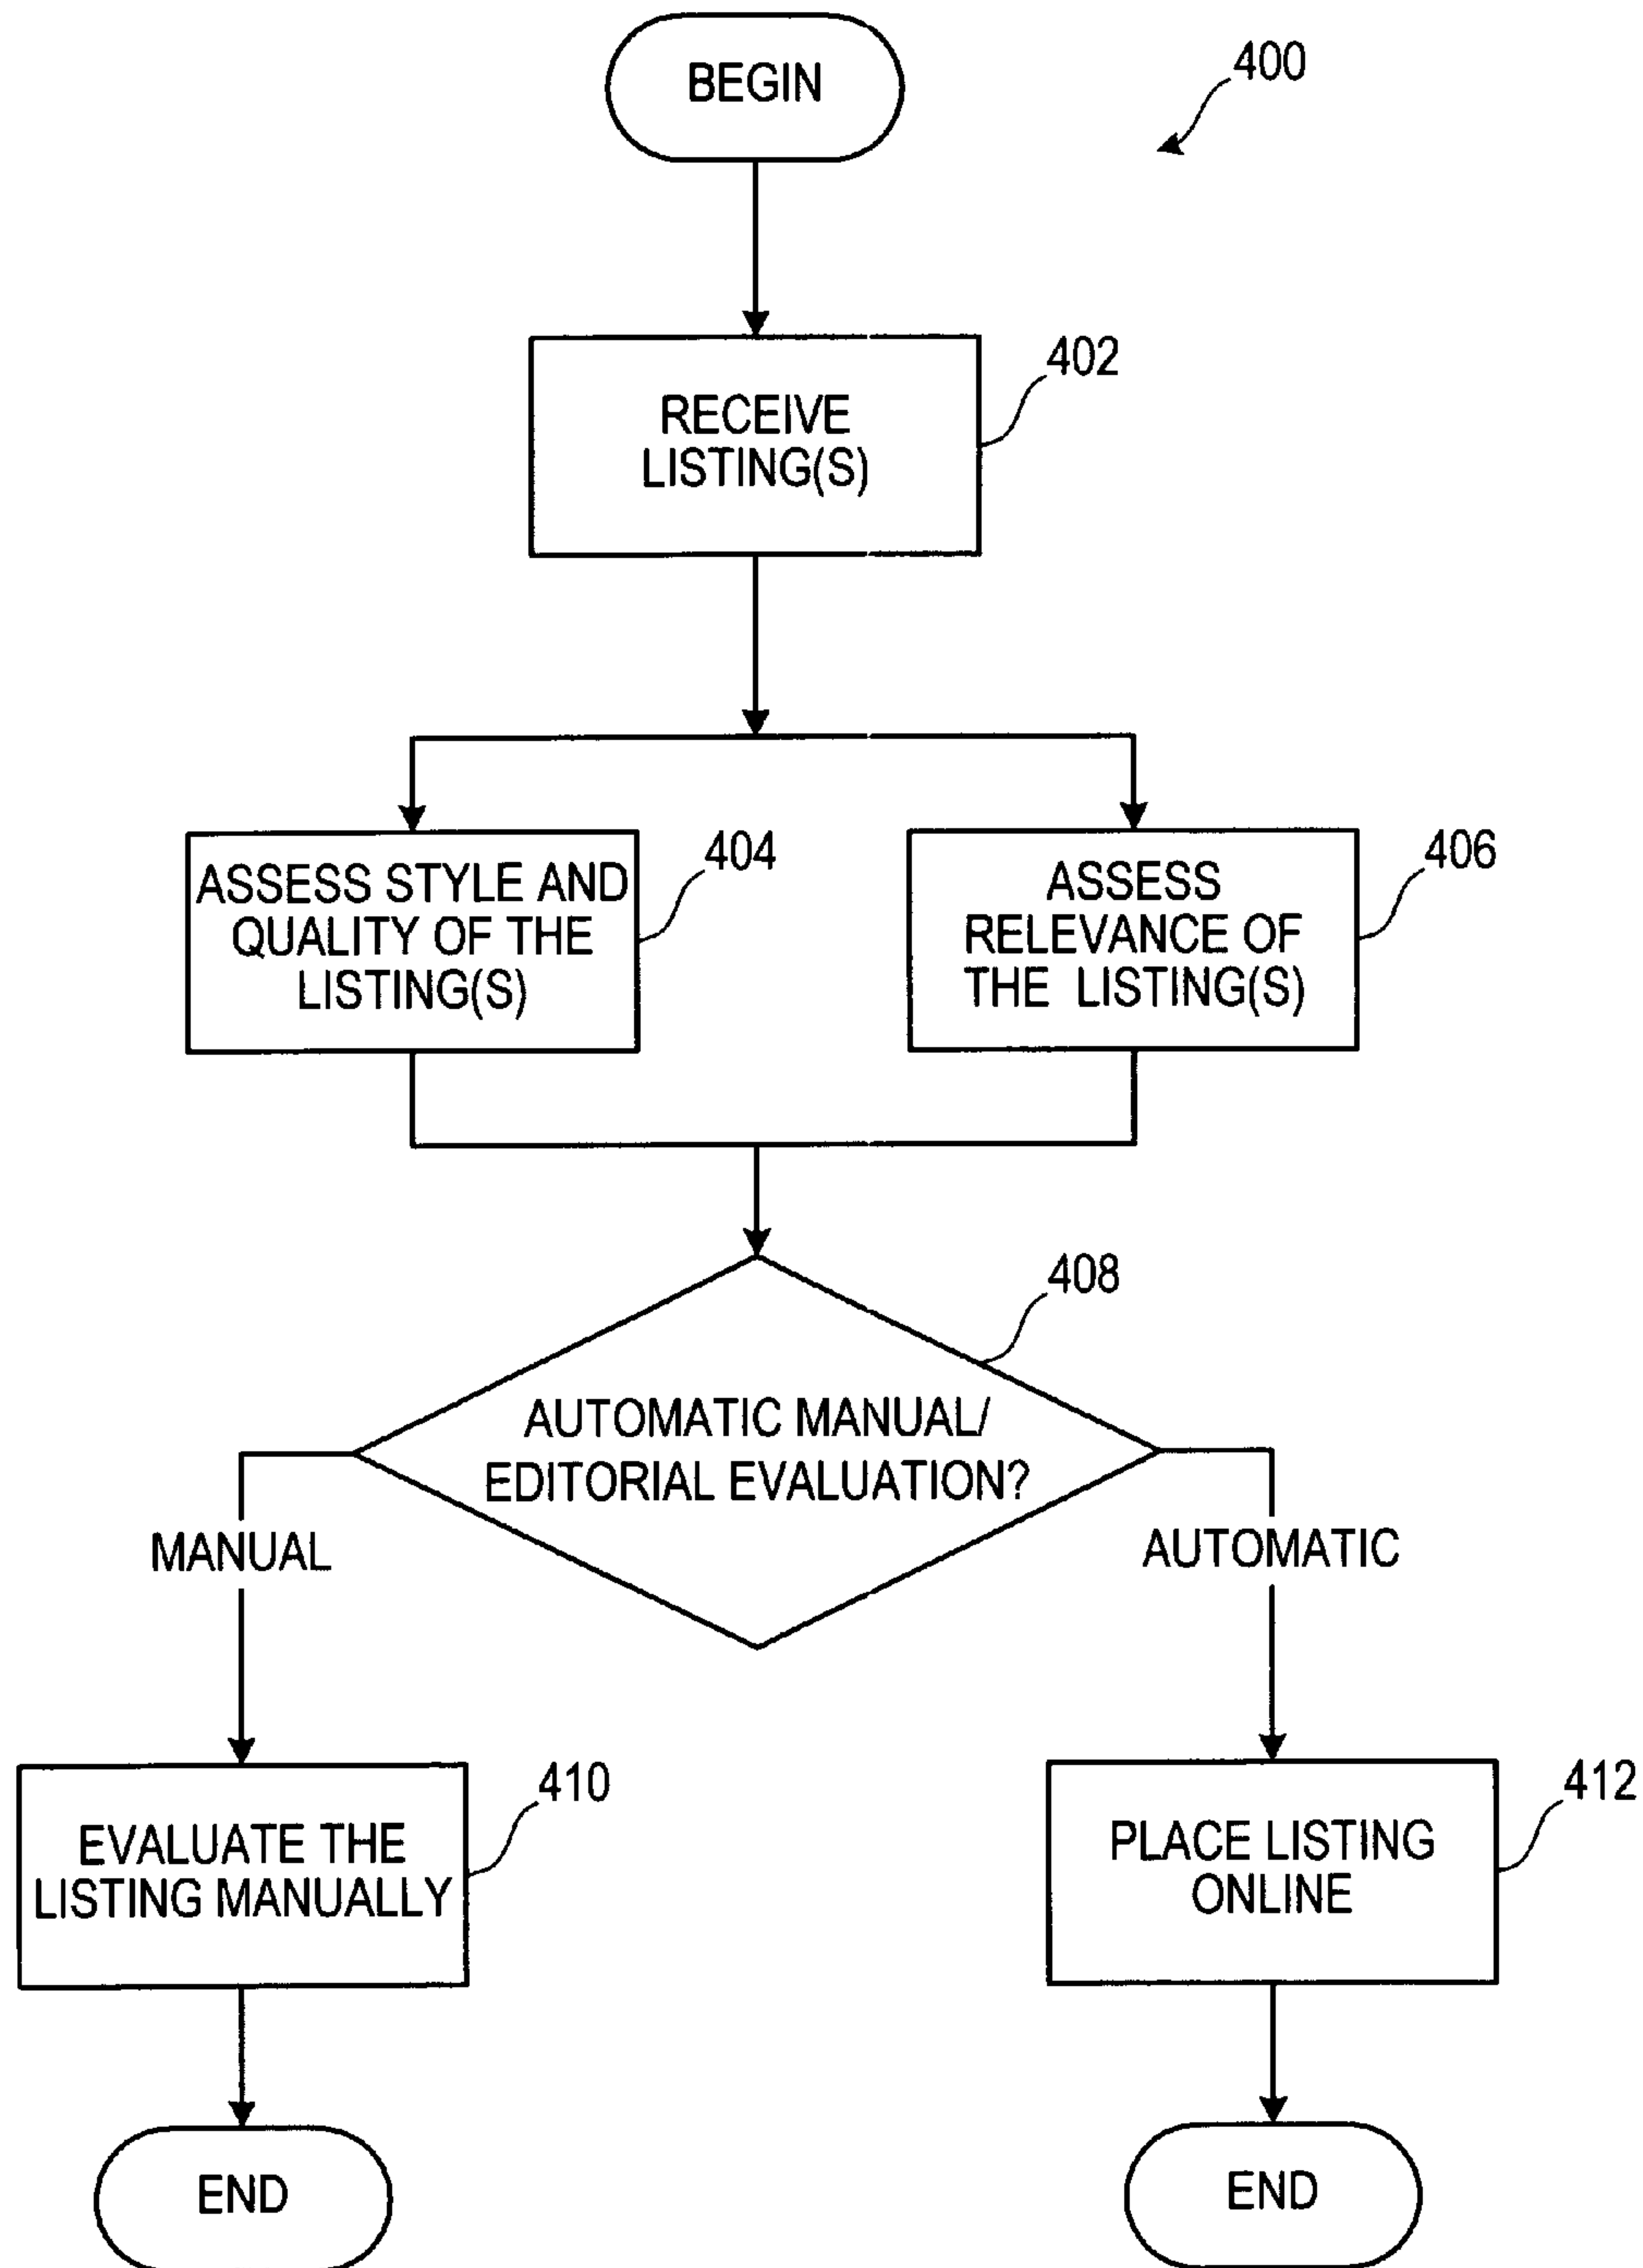 BEGIN
400
RECEIVE
LISTING(S)
402
ASSESS STYLE AND
QUALITY OF THE
LISTING(S)
404
ASSESS
RELEVANCE OF
THE LISTING(S)
406
AUTOMATIC MANUAL/
EDITORIAL EVALUATION?
408
MANUAL
AUTOMATIC
EVALUATE THE
LISTING MANUALLY
410
PLACE LISTING
ONLINE
412
END
END